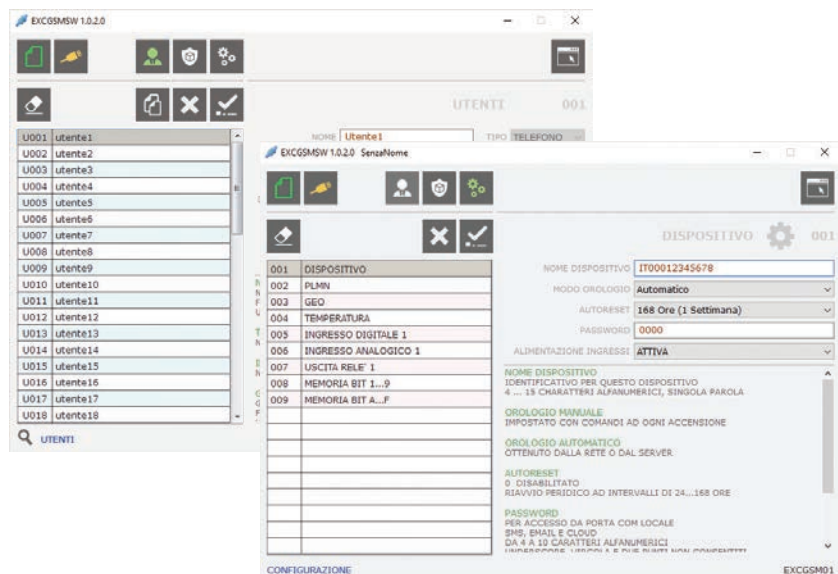 EXCGSMSW 1.0.2.0
UTENTI 001
NOME Utente1 TIPO TELEFONO
U001 utente1
U002 utente2
U003 utente3
U004 utente4
U005 utente5
U006 utente6
U007 utente7
U008 utente8
U009 utente9
U010 utente10
U011 utente11
U012 utente12
U013 utente13
U014 utente14
U015 utente15
U016 utente16
U017 utente17
U018 utente18
UTENTI
EXCGSMSW 1.0.2.0 SenzaNome
DISPOSITIVO 001
001 DISPOSITIVO
002 PLMN
003 GEO
004 TEMPERATURA
005 INGRESSO DIGITALE 1
006 INGRESSO ANALOGICO 1
007 USCITA RELE' 1
008 MEMORIA BIT 1...9
009 MEMORIA BIT A...F
NOME DISPOSITIVO IT00012345678
MODO OROLOGIO Automatico
AUTORESET 168 Ore (1 Settimana)
PASSWORD 0000
ALIMENTAZIONE INGRESSI ATTIVA
NOME DISPOSITIVO
IDENTIFICATIVO PER QUESTO DISPOSITIVO
4 ... 15 CHARATTERI ALFANUMERICI, SINGOLA PAROLA
OROLOGIO MANUALE
IMPOSTATO CON COMANDI AD OGNI ACCENSIONE
OROLOGIO AUTOMATICO
OTTENUTO DALLA RETE O DAL SERVER
AUTORESET
0 DISABILITATO
RIAVVIO PERIDICO AD INTERVALLI DI 24...168 ORE
PASSWORD
PER ACCESSO DA PORTA COM LOCALE
SMS, EMAIL E CLOUD
DA 4 A 10 CARATTERI ALFANUMERICI
UNDERSCORE, VIRGOLA E DUE PUNTI NON CONSENTITI
CONFIGURAZIONE
EXCGSM01